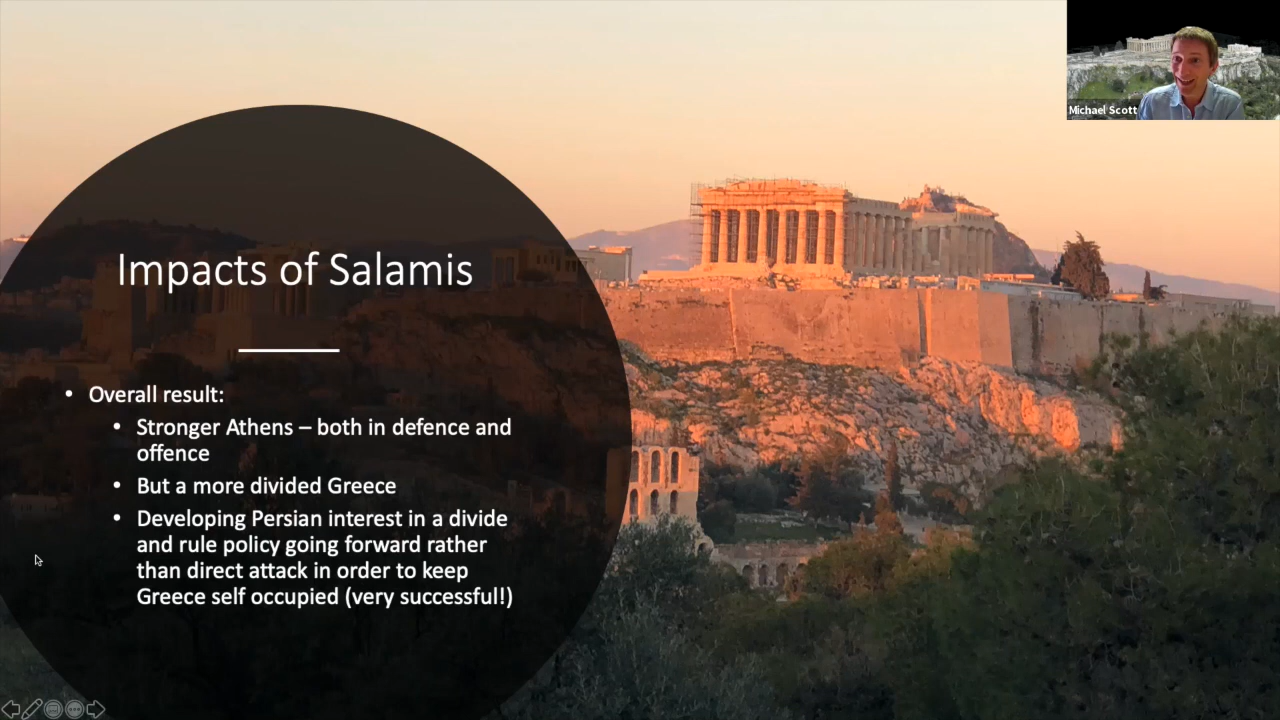 Michael Scott
Impacts of Salamis
• Overall result:
• Stronger Athens – both in defence and
offence
• But a more divided Greece
• Developing Persian interest in a divide
and rule policy going forward rather
than direct attack in order to keep
Greece self occupied (very successful!)